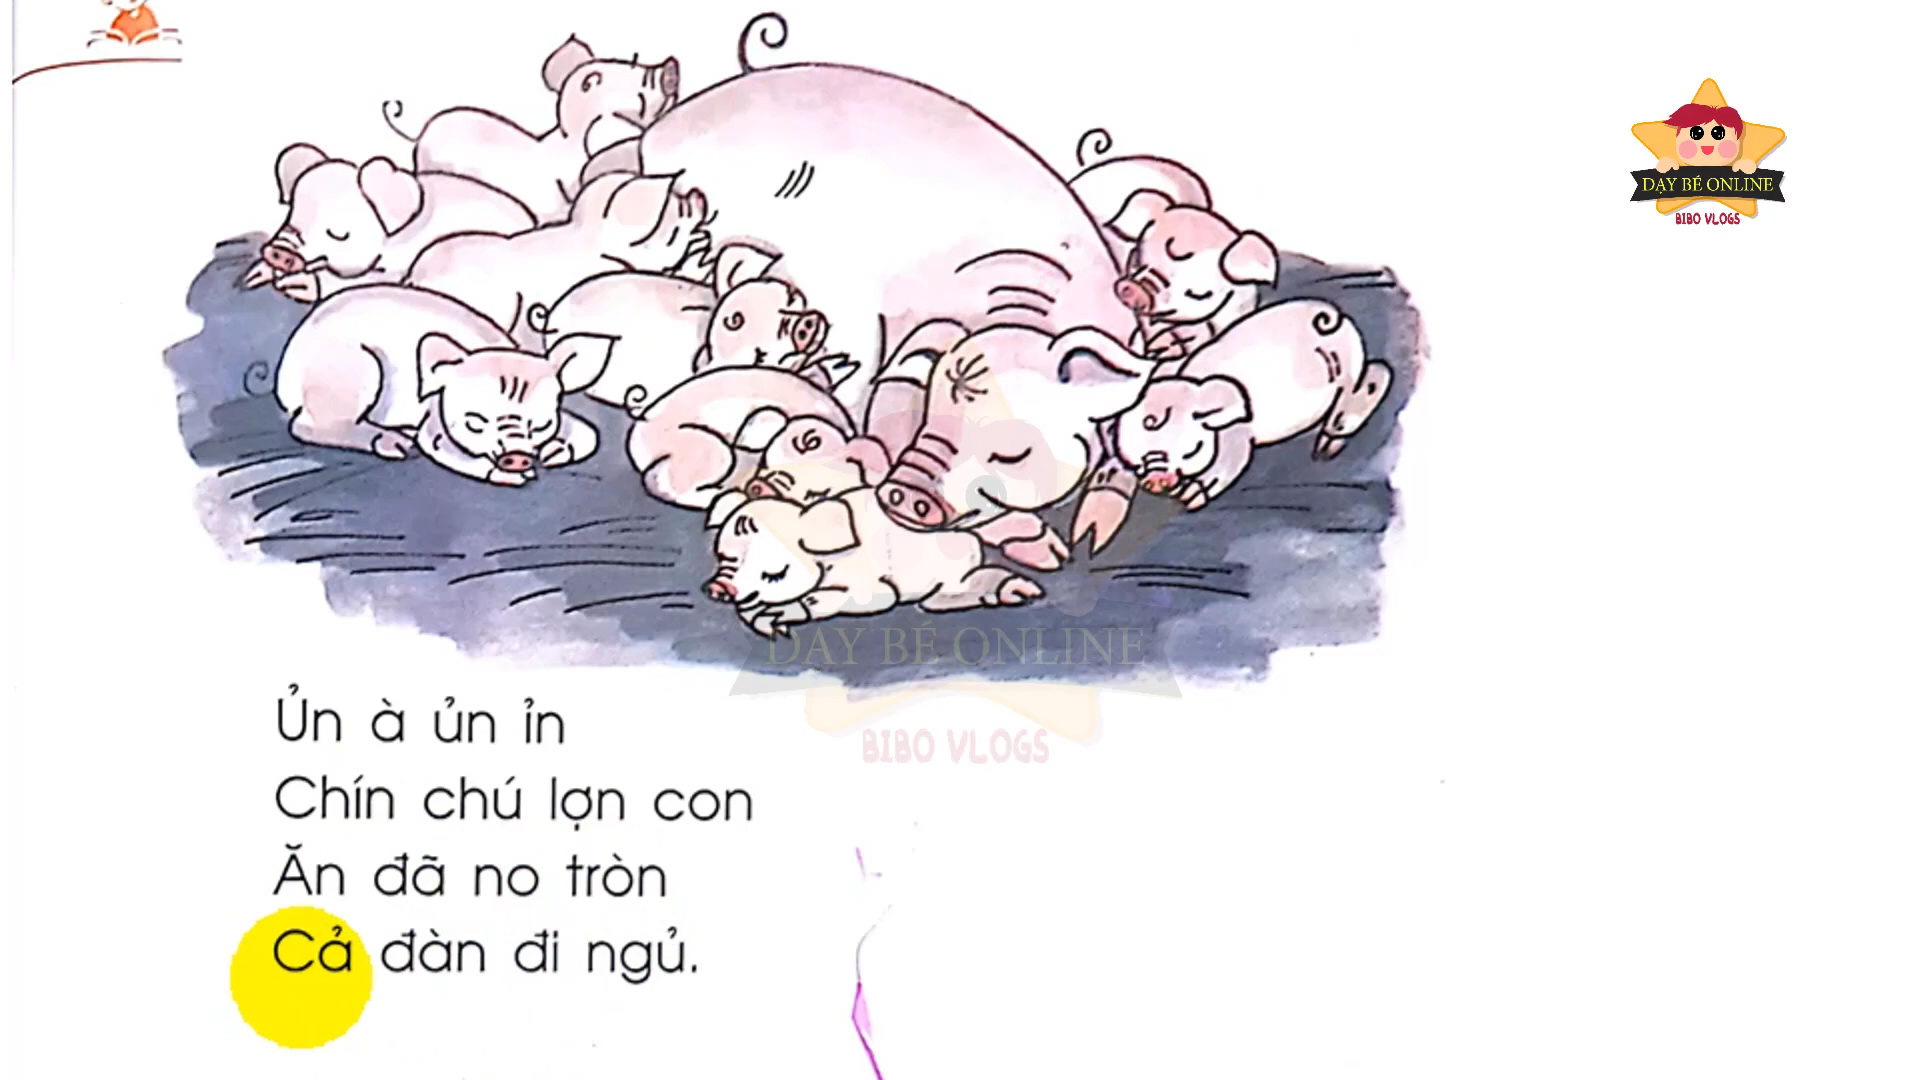 DẠY BÉ ONLINE
BIBO VLOGS
DẠY BÉ ONLINE
BIBO VLOGS
Ủn à ủn ỉn
Chín chú lợn con
Ăn đã no tròn
Cả đàn đi ngủ.